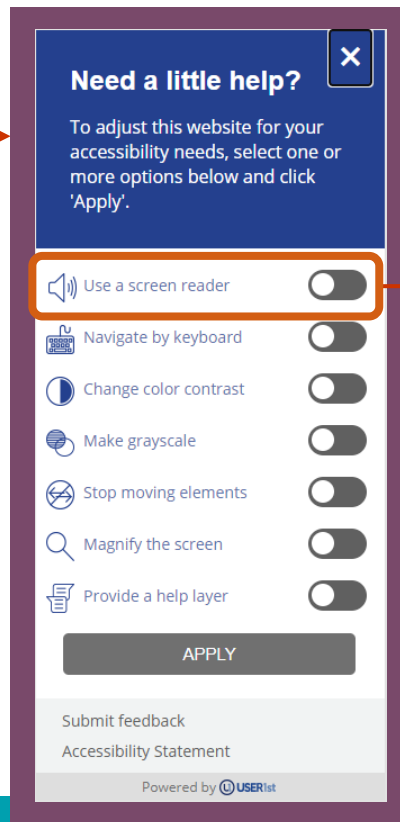 Need a little help?
To adjust this website for your
accessibility needs, select one or
more options below and click
'Apply'.
Use a screen reader
Navigate by keyboard
Change color contrast
Make grayscale
Stop moving elements
Magnify the screen
Provide a help layer
APPLY
Submit feedback
Accessibility Statement
Powered by USER1st